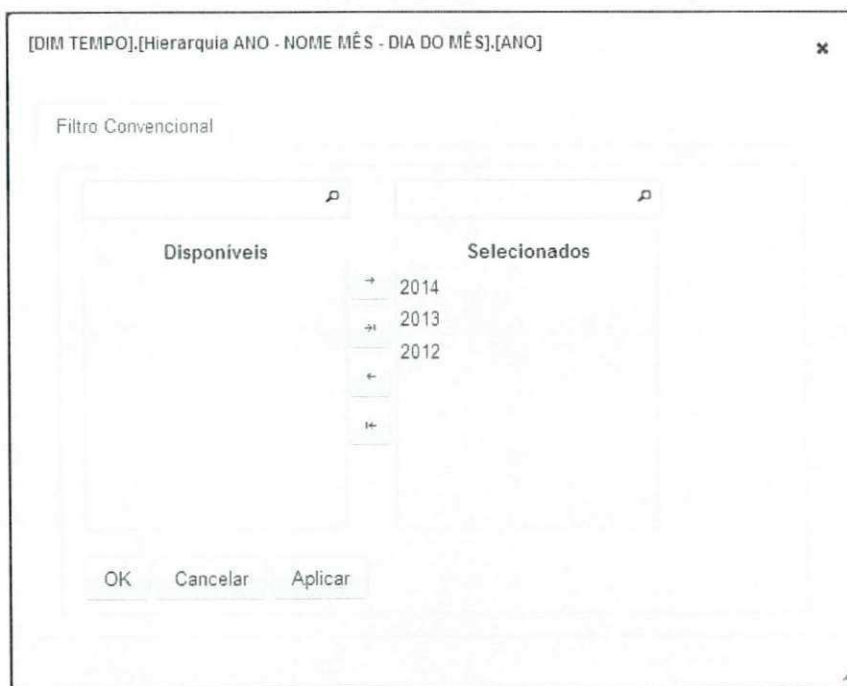 [DIM TEMPO].[Hierarquia ANO - NOME MÊS - DIA DO MÊS].[ANO]
Filtro Convencional
Disponíveis
Selecionados
2014
2013
2012
OK Cancelar Aplicar